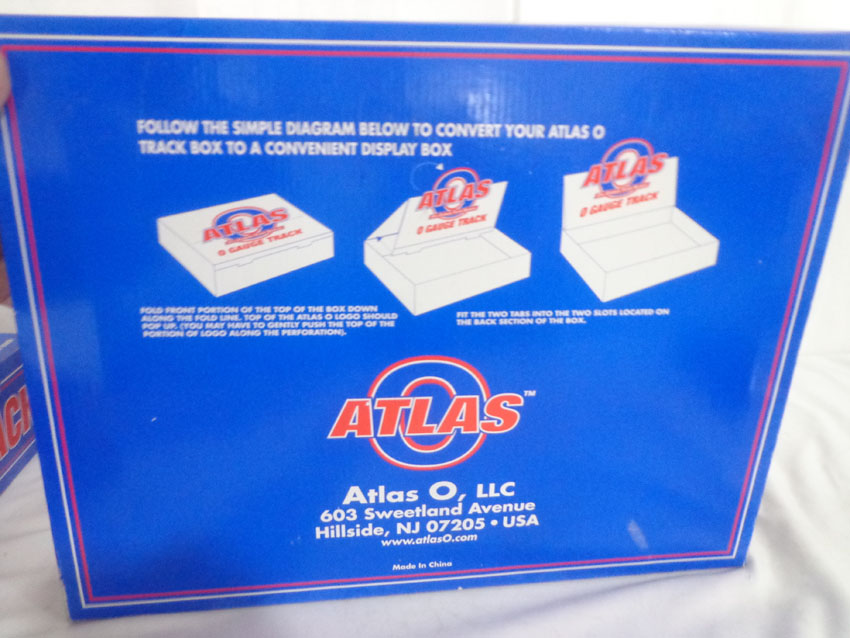 FOLLOW THE SIMPLE DIAGRAM BELOW TO CONVERT YOUR ATLAS O
TRACK BOX TO A CONVENIENT DISPLAY BOX
ATLAS
O GAUGE TRACK
ATLAS
O GAUGE TRACK
ATLAS
O GAUGE TRACK
FOLD FRONT PORTION OF THE TOP OF THE BOX DOWN
ALONG THE FOLD LINE. TOP OF THE ATLAS O LOGO SHOULD
POP UP. (YOU MAY HAVE TO GENTLY PUSH THE TOP OF THE
PORTION OF LOGO ALONG THE PERFORATION).
FIT THE TWO TABS INTO THE TWO SLOTS LOCATED ON
THE BACK SECTION OF THE BOX.
ATLAS™
Atlas O, LLC
603 Sweetland Avenue
Hillside, NJ 07205 • USA
www.atlasO.com
Made In China